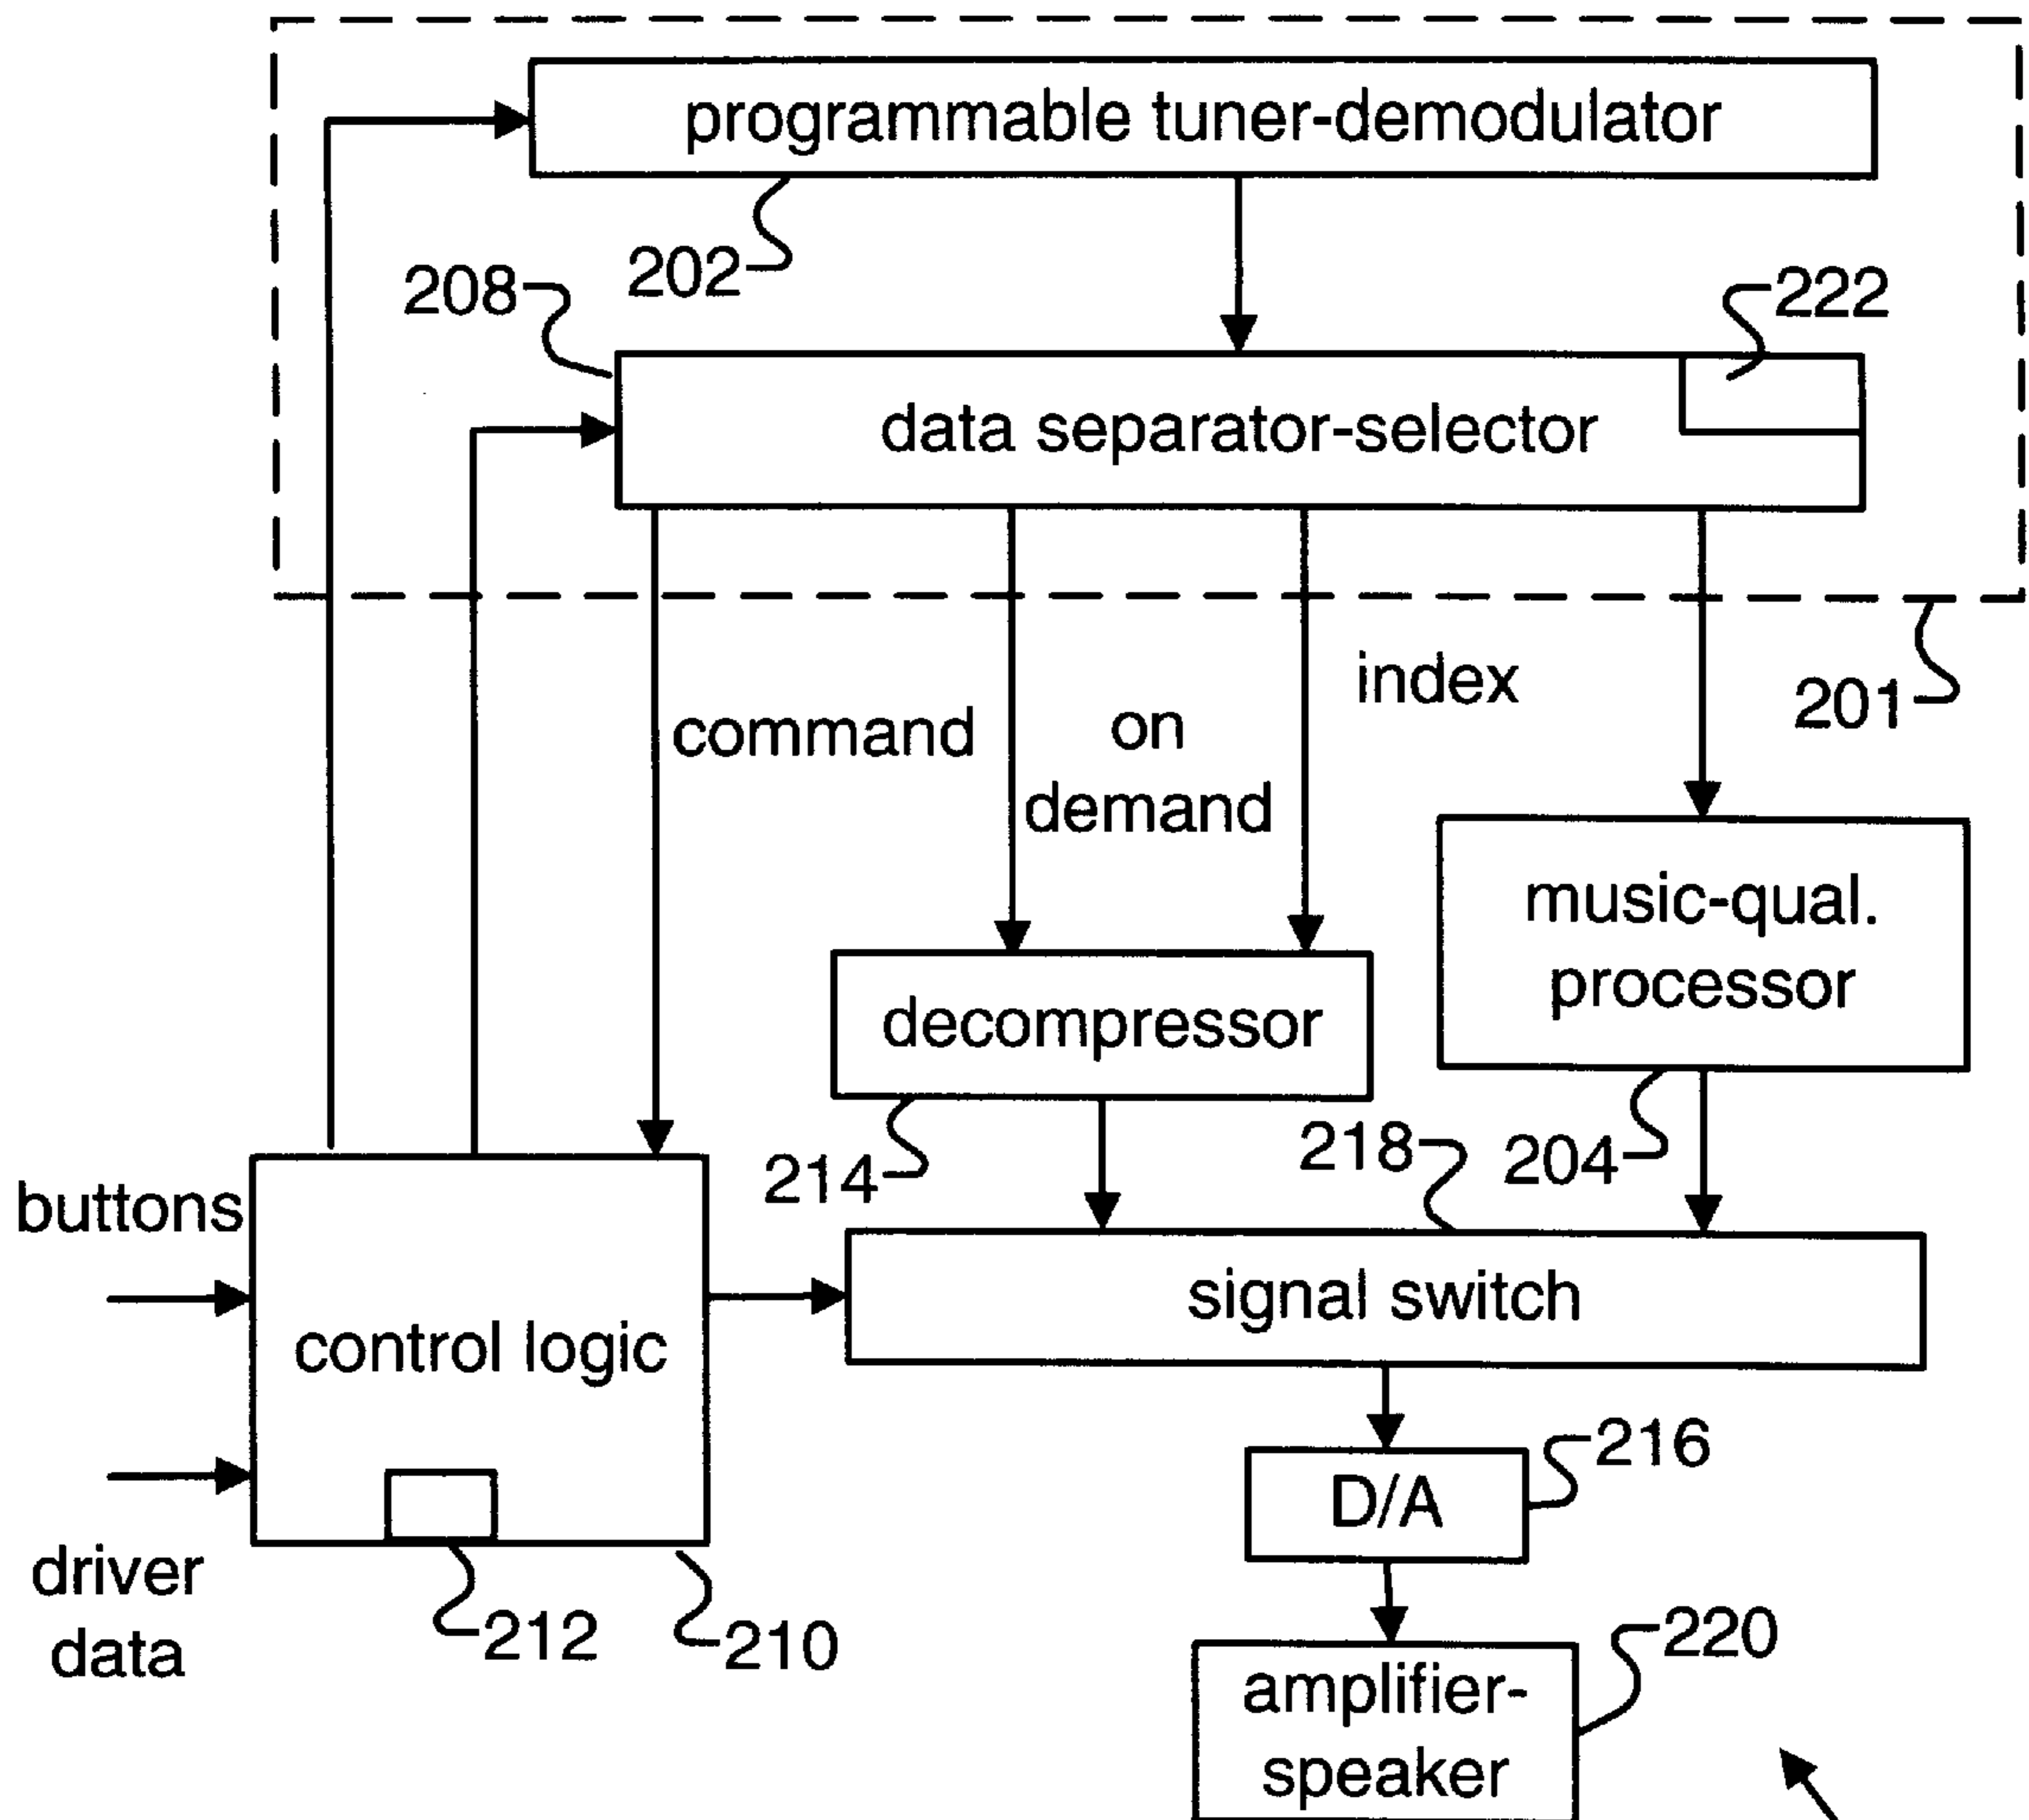 programmable tuner-demodulator
202
208
222
data separator-selector
index
201
command
on
demand
music-qual.
processor
decompressor
214
218
204
buttons
signal switch
control logic
216
D/A
driver
data
212
210
220
amplifier-
speaker